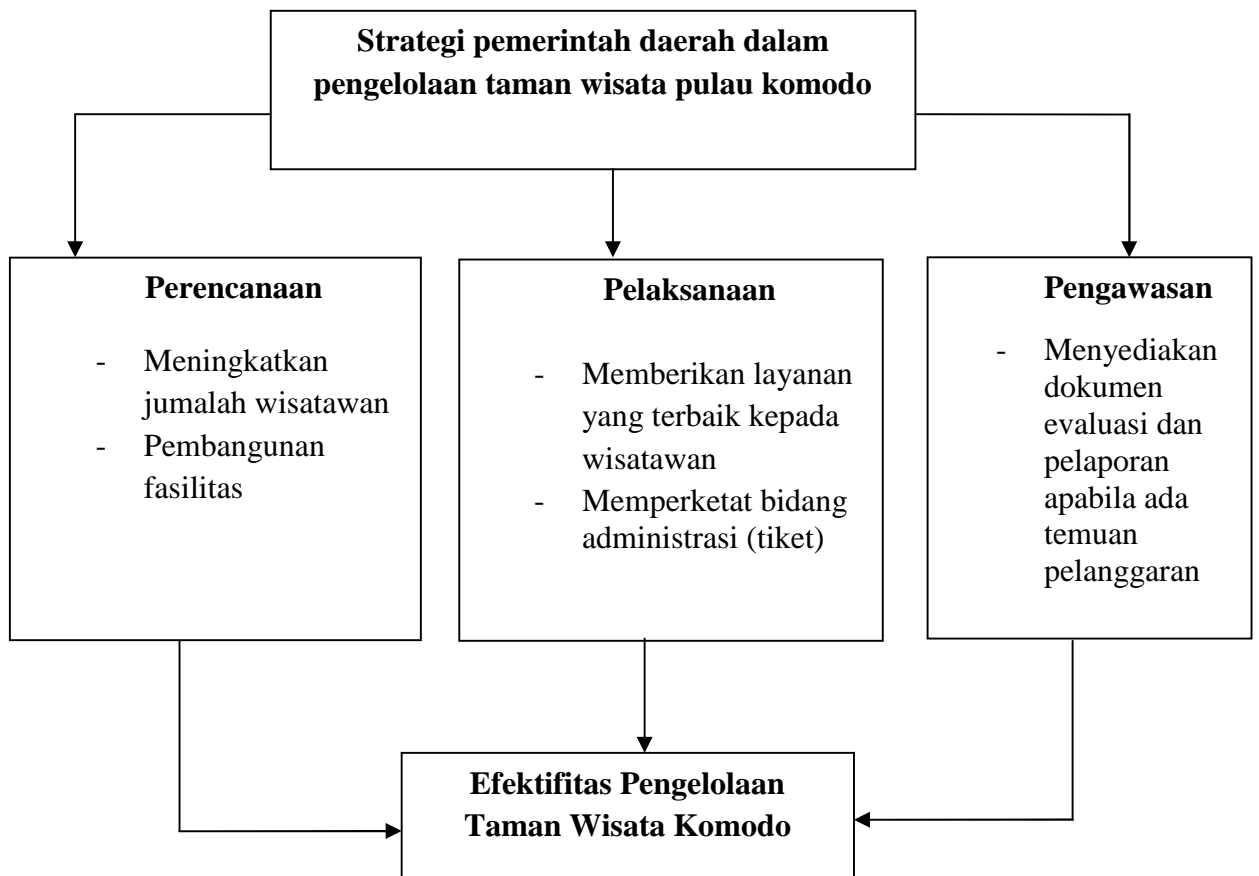 Strategi pemerintah daerah dalam
pengelolaan taman wisata pulau komodo
Perencanaan
- Meningkatkan
jumalah wisatawan
- Pembangunan
fasilitas
Pelaksanaan
- Memberikan layanan
yang terbaik kepada
wisatawan
- Memperketat bidang
administrasi (tiket)
Pengawasan
- Menyediakan
dokumen
evaluasi dan
pelaporan
apabila ada
temuan
pelanggaran
Efektifitas Pengelolaan
Taman Wisata Komodo